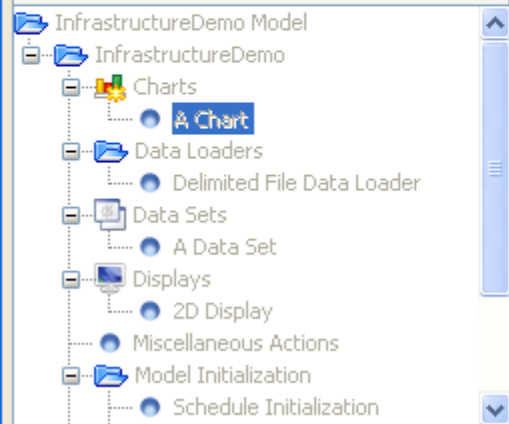 InfrastructureDemo Model
InfrastructureDemo
Charts
A Chart
Data Loaders
Delimited File Data Loader
Data Sets
A Data Set
Displays
2D Display
Miscellaneous Actions
Model Initialization
Schedule Initialization